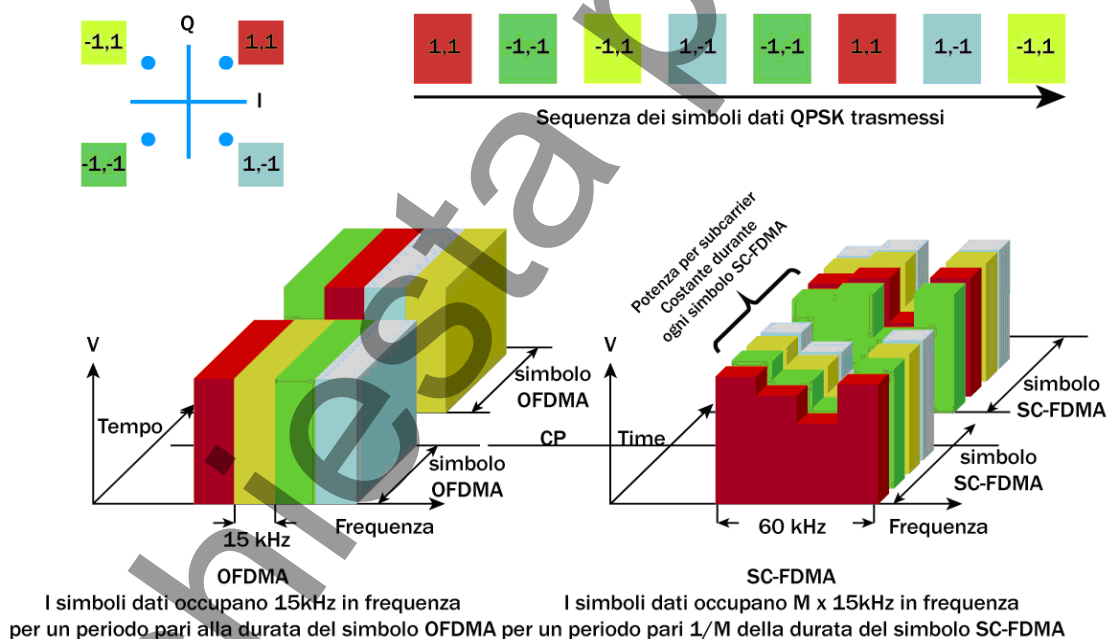 Q
-1,1
1,1
I
-1,-1
1,-1
1,1
-1,-1
-1,1
1,-1
-1,-1
1,1
1,-1
-1,1
Sequenza dei simboli dati QPSK trasmessi
V
Tempo
simbolo
OFDMA
simbolo
OFDMA
15 kHz
Frequenza
OFDMA
I simboli dati occupano 15kHz in frequenza
per un periodo pari alla durata del simbolo OFDMA
Potenza per subcarrier
Costante durante
ogni simbolo SC-FDMA
V
CP
Time
simbolo
SC-FDMA
simbolo
SC-FDMA
60 kHz
Frequenza
SC-FDMA
I simboli dati occupano M x 15kHz in frequenza
per un periodo pari 1/M della durata del simbolo SC-FDMA